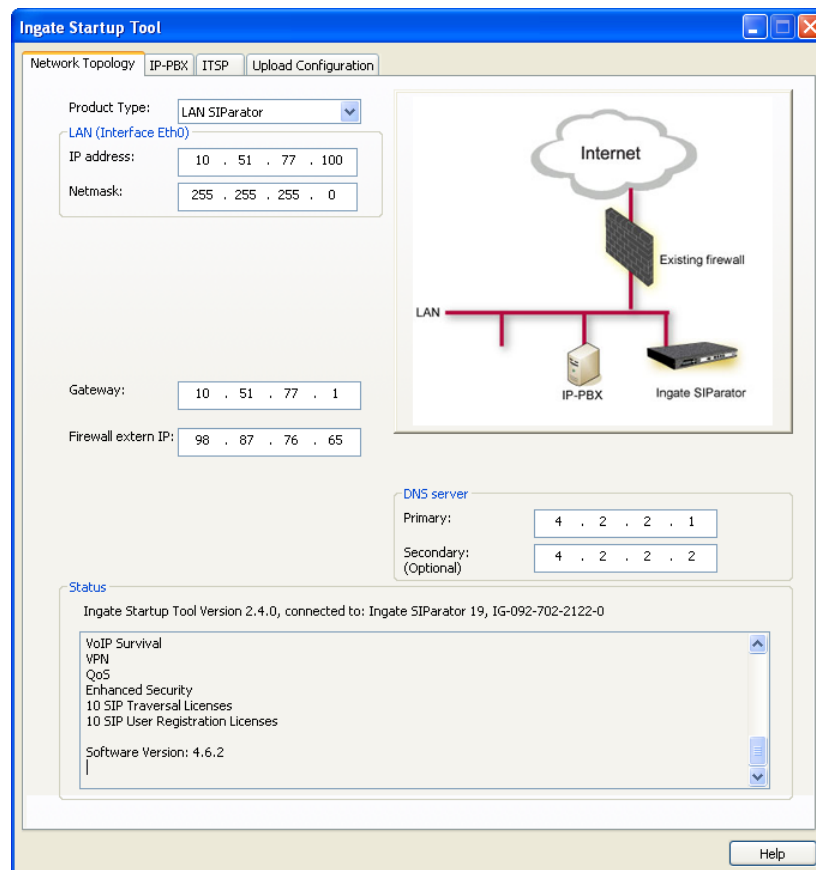 Ingate Startup Tool
Network Topology IP-PBX ITSP Upload Configuration
Product Type: LAN SIParator
LAN (Interface Eth0)
IP address: 10 . 51 . 77 . 100
Netmask: 255 . 255 . 255 . 0
Internet
Existing firewall
LAN
IP-PBX
Ingate SIParator
Gateway: 10 . 51 . 77 . 1
Firewall extern IP: 98 . 87 . 76 . 65
DNS server
Primary: 4 . 2 . 2 . 1
Secondary: 4 . 2 . 2 . 2
(Optional)
Status
Ingate Startup Tool Version 2.4.0, connected to: Ingate SIParator 19, IG-092-702-2122-0
VoIP Survival
VPN
QoS
Enhanced Security
10 SIP Traversal Licenses
10 SIP User Registration Licenses
Software Version: 4.6.2
Help